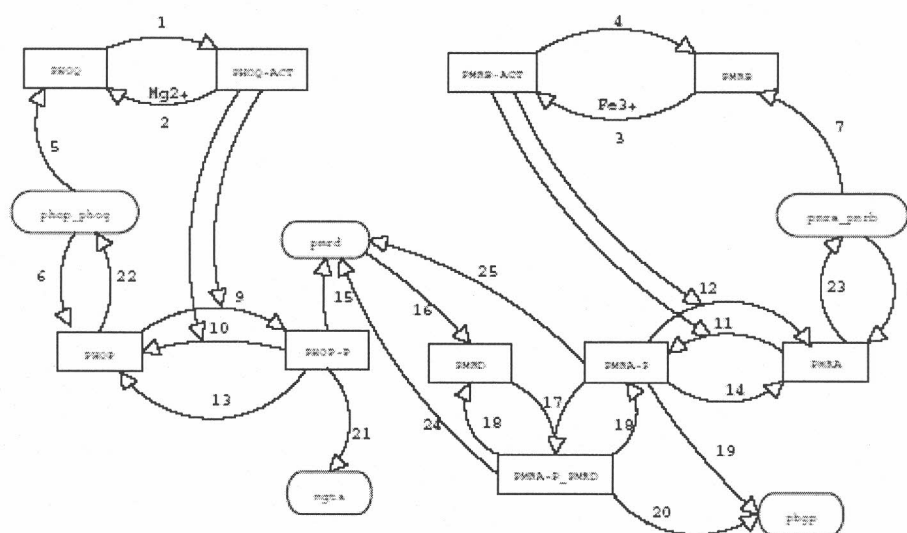 1
4
PHOQ
PHOQ-ACT
PMRB-ACT
PMRB
Mg2+
Fe3+
2
3
5
7
phop_phoq
pmra_pmrb
pmrd
6
22
9
15
25
12
23
10
16
11
PHOP
PHOP-P
PMRD
PMRA-P
PMRA
13
17
14
18
18
24
21
19
PMRA-P_PMRD
mgta
20
pbgp